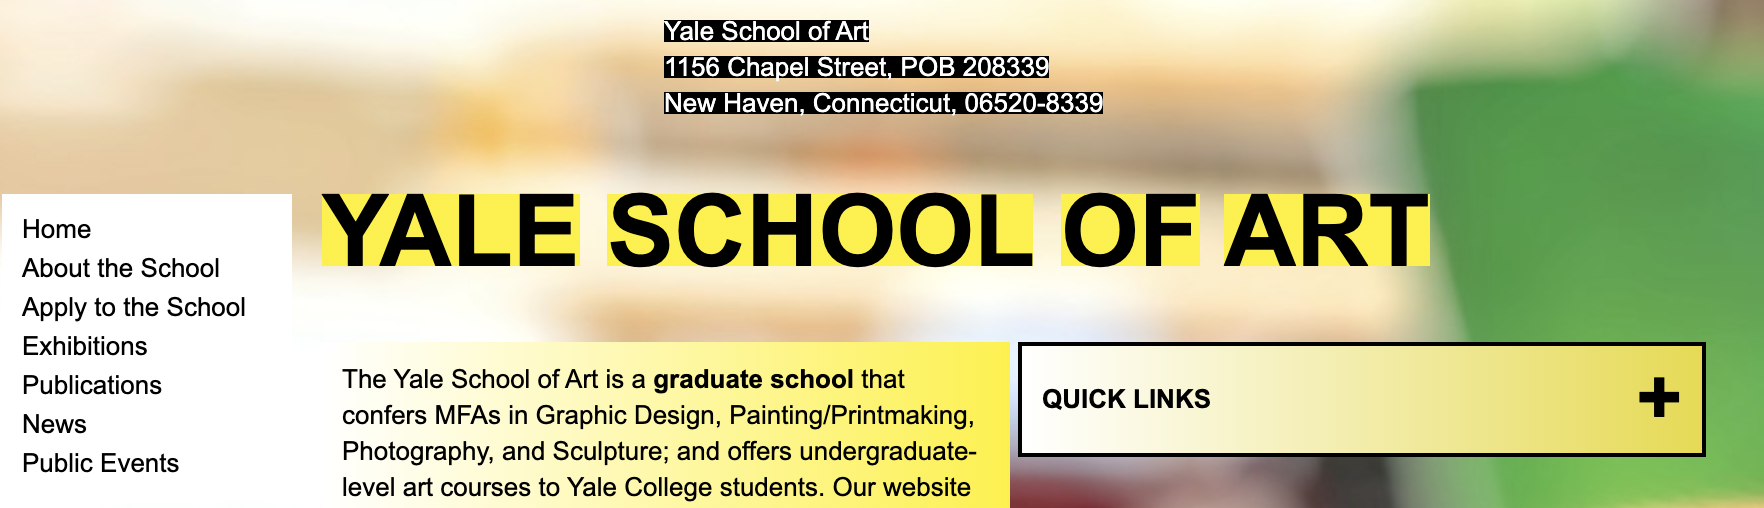 Yale School of Art
1156 Chapel Street, POB 208339
New Haven, Connecticut, 06520-8339
YALE SCHOOL OF ART
Home
About the School
Apply to the School
Exhibitions
Publications
News
Public Events
The Yale School of Art is a graduate school that
confers MFAs in Graphic Design, Painting/Printmaking,
Photography, and Sculpture; and offers undergraduate-
level art courses to Yale College students. Our website
QUICK LINKS